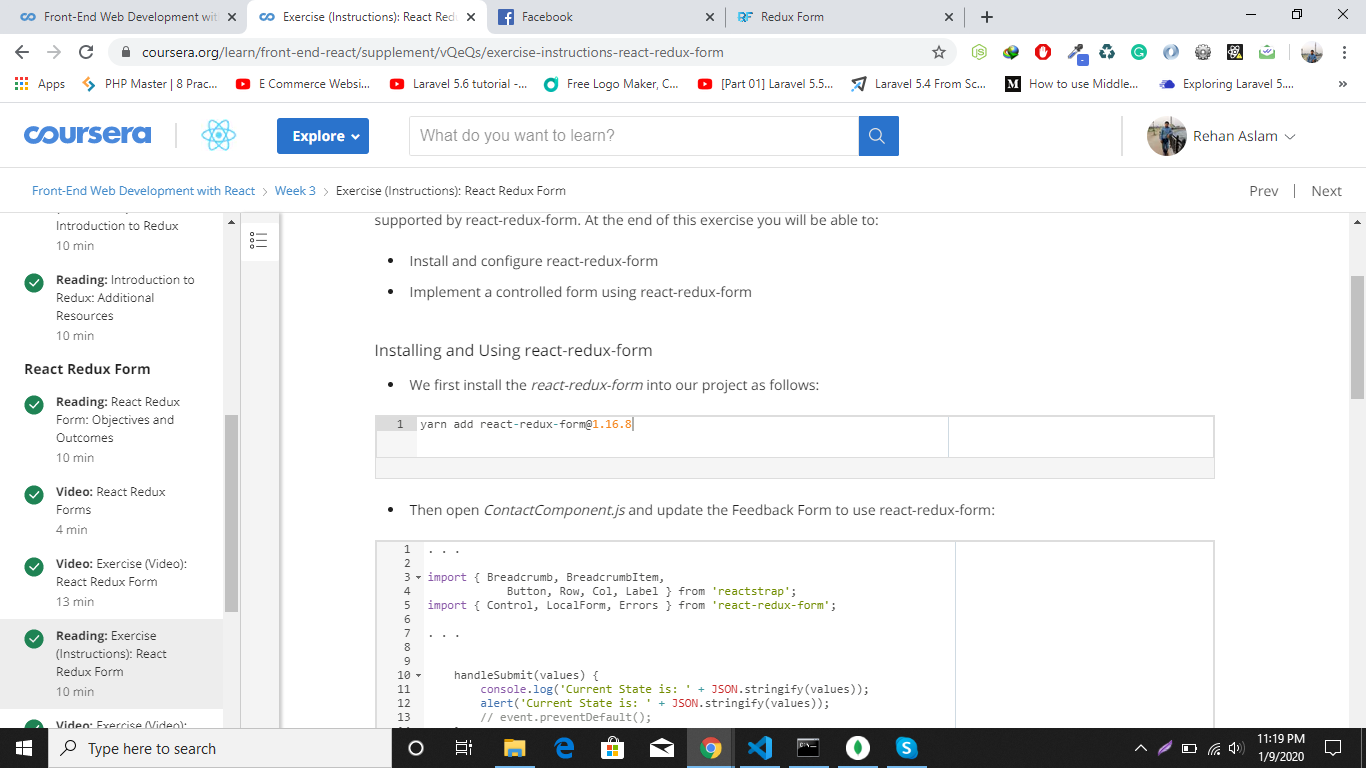 Front-End Web Development wit
Exercise (Instructions): React Red
Facebook
Redux Form
coursera.org/learn/front-end-react/supplement/vQeQs/exercise-instructions-react-redux-form
Apps
PHP Master | 8 Prac...
E Commerce Websi...
Laravel 5.6 tutorial -...
Free Logo Maker, C...
[Part 01] Laravel 5.5...
Laravel 5.4 From Sc...
How to use Middle...
Exploring Laravel 5....
coursera
Explore
What do you want to learn?
Rehan Aslam
Front-End Web Development with React > Week 3 > Exercise (Instructions): React Redux Form
Prev | Next
Introduction to Redux
10 min
Reading: Introduction to
Redux: Additional
Resources
10 min
React Redux Form
Reading: React Redux
Form: Objectives and
Outcomes
10 min
Video: React Redux
Forms
4 min
Video: Exercise (Video):
React Redux Form
13 min
Reading: Exercise
(Instructions): React
Redux Form
10 min
Video: Exercise (Video):
supported by react-redux-form. At the end of this exercise you will be able to:
• Install and configure react-redux-form
• Implement a controlled form using react-redux-form
Installing and Using react-redux-form
• We first install the react-redux-form into our project as follows:
1 yarn add react-redux-form@1.16.8
• Then open ContactComponent.js and update the Feedback Form to use react-redux-form:
1 . . .
2
3 import { Breadcrumb, BreadcrumbItem,
4 Button, Row, Col, Label } from 'reactstrap';
5 import { Control, LocalForm, Errors } from 'react-redux-form';
6
7 . . .
8
9
10 handleSubmit(values) {
11 console.log('Current State is: ' + JSON.stringify(values));
12 alert('Current State is: ' + JSON.stringify(values));
13 // event.preventDefault();
Type here to search
11:19 PM
1/9/2020